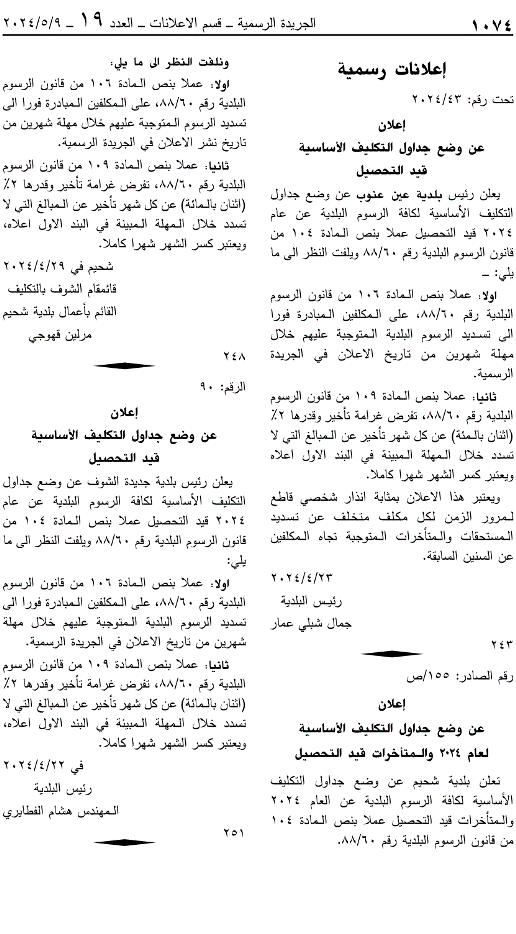 ١٠٧٤
الجريدة الرسمية ــ قسم الاعلانات ــ العدد ١٩ ــ ٢٠٢٤/٥/٩
إعلانات رسمية
تحت رقم: ٢٠٢٤/٤٣
إعلان
عن وضع جداول التكليف الأساسية
قيد التحصيل
يعلن رئيس بلدية عين عنوب عن وضع جداول
التكليف الأساسية لكافة الرسوم البلدية عن عام
٢٠٢٤ قيد التحصيل عملا بنص المادة ١٠٤ من
قانون الرسوم البلدية رقم ٨٨/٦٠ ويلفت النظر الى ما
يلي: ــ
اولا: عملا بنص المادة ١٠٦ من قانون الرسوم
البلدية رقم ٨٨/٦٠، على المكلفين المبادرة فورا
الى تسديد الرسوم البلدية المتوجبة عليهم خلال
مهلة شهرين من تاريخ الاعلان في الجريدة
الرسمية.
ثانيا: عملا بنص المادة ١٠٩ من قانون الرسوم
البلدية رقم ٨٨/٦٠، تفرض غرامة تأخير وقدرها ٢٪
(اثنان بالمئة) عن كل شهر تأخير عن المبالغ التي لا
تسدد خلال المهلة المبينة في البند الاول اعلاه
ويعتبر كسر الشهر شهرا كاملا.
ويعتبر هذا الاعلان بمثابة انذار شخصي قاطع
لمرور الزمن لكل مكلف متخلف عن تسديد
المستحقات والمتأخرات المتوجبة تجاه المكلفين
عن السنين السابقة.
٢٠٢٤/٤/٢٣
رئيس البلدية
جمال شبلي عمار
٢٤٣
رقم الصادر: ١٥٥/ص
إعلان
عن وضع جداول التكليف الأساسية
لعام ٢٠٢٤ والمتأخرات قيد التحصيل
تعلن بلدية شحيم عن وضع جداول التكليف
الأساسية لكافة الرسوم البلدية عن العام ٢٠٢٤
والمتأخرات قيد التحصيل عملا بنص المادة ١٠٤
من قانون الرسوم البلدية رقم ٨٨/٦٠.
ونلفت النظر الى ما يلي:
اولا: عملا بنص المادة ١٠٦ من قانون الرسوم
البلدية رقم ٨٨/٦٠، على المكلفين المبادرة فورا الى
تسديد الرسوم المتوجبة عليهم خلال مهلة شهرين من
تاريخ نشر الاعلان في الجريدة الرسمية.
ثانيا: عملا بنص المادة ١٠٩ من قانون الرسوم
البلدية رقم ٨٨/٦٠، تفرض غرامة تأخير وقدرها ٢٪
(اثنان بالمائة) عن كل شهر تأخير عن المبالغ التي لا
تسدد خلال المهلة المبينة في البند الاول اعلاه،
ويعتبر كسر الشهر شهرا كاملا.
شحيم في ٢٠٢٤/٤/٢٩
قائمقام الشوف بالتكليف
القائم بأعمال بلدية شحيم
مرلين قهوجي
٢٤٨
الرقم: ٩٠
إعلان
عن وضع جداول التكليف الأساسية
قيد التحصيل
يعلن رئيس بلدية جديدة الشوف عن وضع جداول
التكليف الأساسية لكافة الرسوم البلدية عن عام
٢٠٢٤ قيد التحصيل عملا بنص المادة ١٠٤ من
قانون الرسوم البلدية رقم ٨٨/٦٠ ويلفت النظر الى ما
يلي:
اولا: عملا بنص المادة ١٠٦ من قانون الرسوم
البلدية رقم ٨٨/٦٠، على المكلفين المبادرة فورا الى
تسديد الرسوم البلدية المتوجبة عليهم خلال مهلة
شهرين من تاريخ الاعلان في الجريدة الرسمية.
ثانيا: عملا بنص المادة ١٠٩ من قانون الرسوم
البلدية رقم ٨٨/٦٠، تفرض غرامة تأخير وقدرها ٢٪
(اثنان بالمائة) عن كل شهر تأخير عن المبالغ التي لا
تسدد خلال المهلة المبينة في البند الاول اعلاه،
ويعتبر كسر الشهر شهرا كاملا.
في ٢٠٢٤/٤/٢٢
رئيس البلدية
المهندس هشام الفطايري
٢٥١